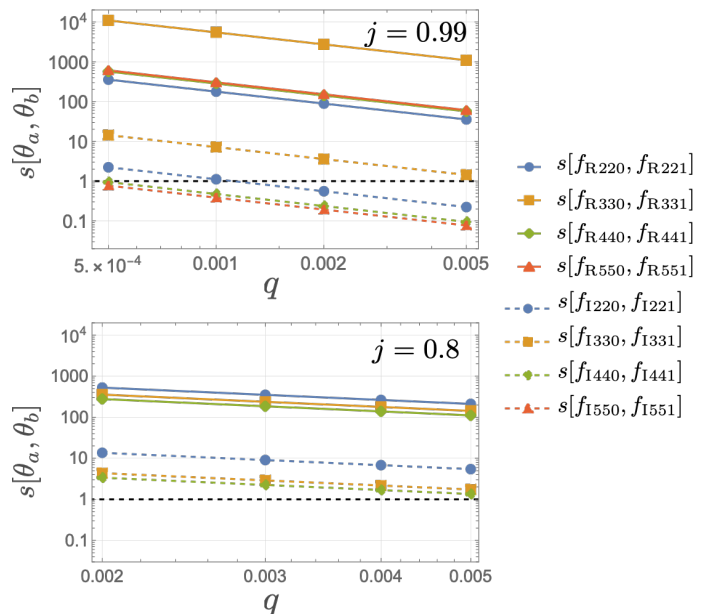 j = 0.99
s[θ_a, θ_b]
10^4
1000
100
10
1
0.1
5.×10^-4
0.001
0.002
0.005
q
s[f_R220, f_R221]
s[f_R330, f_R331]
s[f_R440, f_R441]
s[f_R550, f_R551]
s[f_I220, f_I221]
s[f_I330, f_I331]
s[f_I440, f_I441]
s[f_I550, f_I551]
j = 0.8
s[θ_a, θ_b]
10^4
1000
100
10
1
0.1
0.002
0.003
0.004
0.005
q